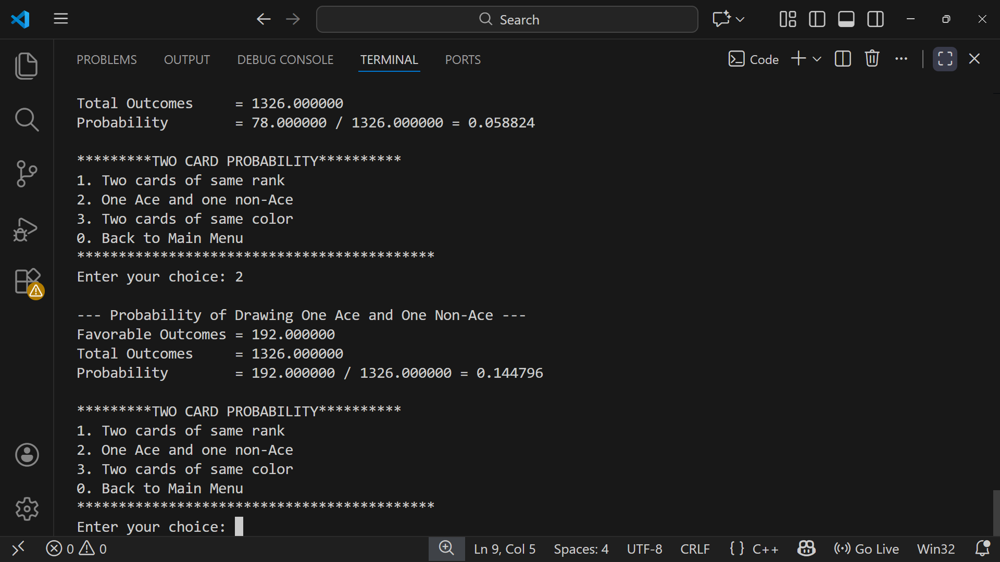 Search
PROBLEMS OUTPUT DEBUG CONSOLE TERMINAL PORTS Code
Total Outcomes     = 1326.000000
Probability        = 78.000000 / 1326.000000 = 0.058824
*********TWO CARD PROBABILITY**********
1. Two cards of same rank
2. One Ace and one non-Ace
3. Two cards of same color
0. Back to Main Menu
*******************************************
Enter your choice: 2
--- Probability of Drawing One Ace and One Non-Ace ---
Favorable Outcomes = 192.000000
Total Outcomes     = 1326.000000
Probability        = 192.000000 / 1326.000000 = 0.144796
*********TWO CARD PROBABILITY**********
1. Two cards of same rank
2. One Ace and one non-Ace
3. Two cards of same color
0. Back to Main Menu
*******************************************
Enter your choice:
0 0 Ln 9, Col 5 Spaces: 4 UTF-8 CRLF { } C++ Go Live Win32